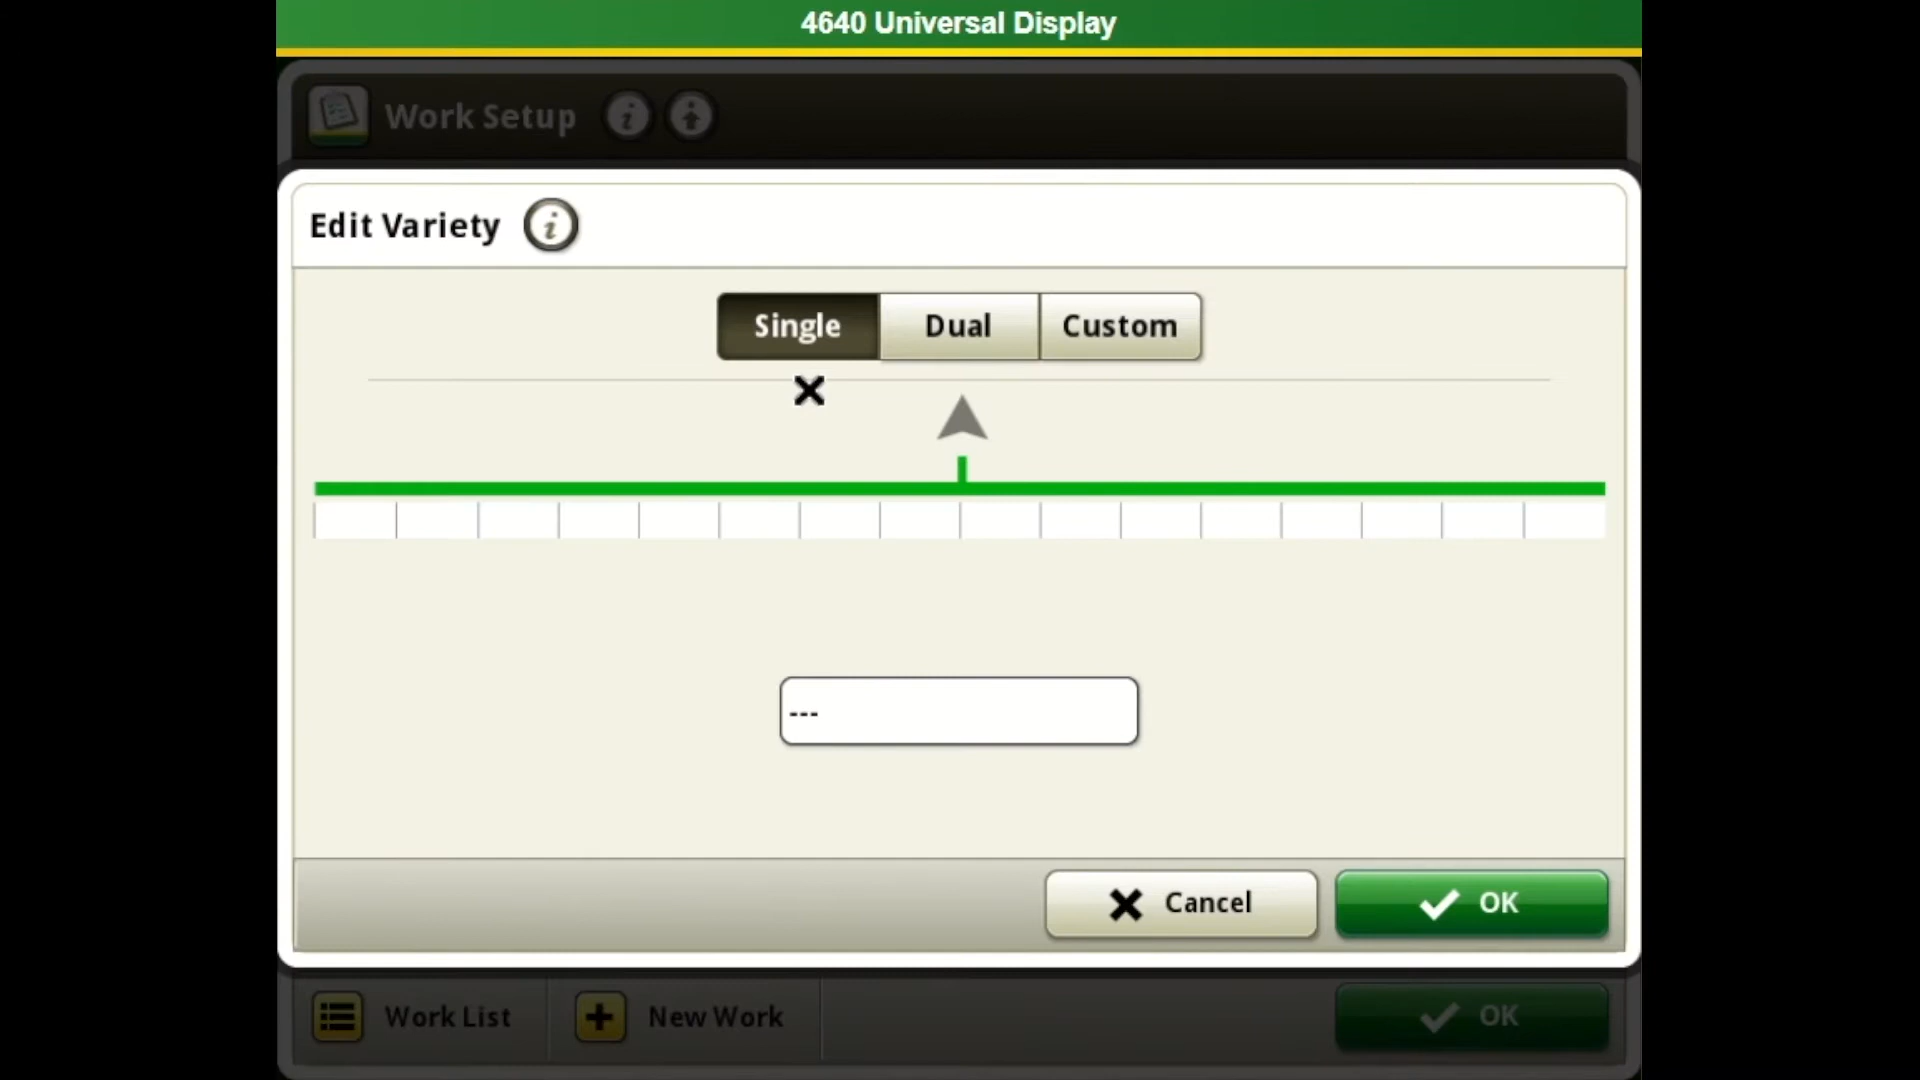 4640 Universal Display
Work Setup
Edit Variety
Single Dual Custom
---
Cancel OK
Work List New Work OK